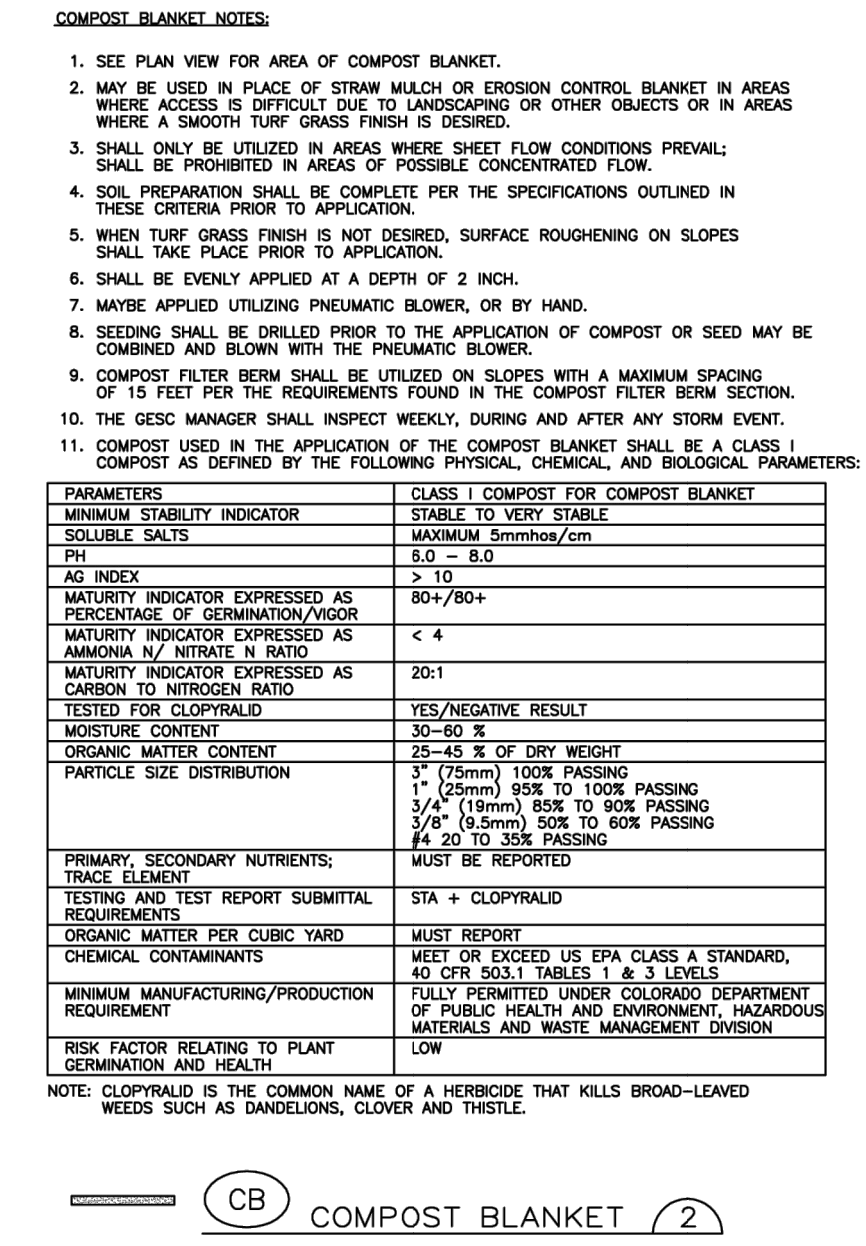 COMPOST BLANKET NOTES:
1. SEE PLAN VIEW FOR AREA OF COMPOST BLANKET.
2. MAY BE USED IN PLACE OF STRAW MULCH OR EROSION CONTROL BLANKET IN AREAS
WHERE ACCESS IS DIFFICULT DUE TO LANDSCAPING OR OTHER OBJECTS OR IN AREAS
WHERE A SMOOTH TURF GRASS FINISH IS DESIRED.
3. SHALL ONLY BE UTILIZED IN AREAS WHERE SHEET FLOW CONDITIONS PREVAIL;
SHALL BE PROHIBITED IN AREAS OF POSSIBLE CONCENTRATED FLOW.
4. SOIL PREPARATION SHALL BE COMPLETE PER THE SPECIFICATIONS OUTLINED IN
THESE CRITERIA PRIOR TO APPLICATION.
5. WHEN TURF GRASS FINISH IS NOT DESIRED, SURFACE ROUGHENING ON SLOPES
SHALL TAKE PLACE PRIOR TO APPLICATION.
6. SHALL BE EVENLY APPLIED AT A DEPTH OF 2 INCH.
7. MAYBE APPLIED UTILIZING PNEUMATIC BLOWER, OR BY HAND.
8. SEEDING SHALL BE DRILLED PRIOR TO THE APPLICATION OF COMPOST OR SEED MAY BE
COMBINED AND BLOWN WITH THE PNEUMATIC BLOWER.
9. COMPOST FILTER BERM SHALL BE UTILIZED ON SLOPES WITH A MAXIMUM SPACING
OF 15 FEET PER THE REQUIREMENTS FOUND IN THE COMPOST FILTER BERM SECTION.
10. THE GESC MANAGER SHALL INSPECT WEEKLY, DURING AND AFTER ANY STORM EVENT.
11. COMPOST USED IN THE APPLICATION OF THE COMPOST BLANKET SHALL BE A CLASS I
COMPOST AS DEFINED BY THE FOLLOWING PHYSICAL, CHEMICAL, AND BIOLOGICAL PARAMETERS:
PARAMETERS CLASS I COMPOST FOR COMPOST BLANKET
MINIMUM STABILITY INDICATOR STABLE TO VERY STABLE
SOLUBLE SALTS MAXIMUM 5mmhos/cm
PH 6.0 – 8.0
AG INDEX > 10
MATURITY INDICATOR EXPRESSED AS 80+/80+
PERCENTAGE OF GERMINATION/VIGOR
MATURITY INDICATOR EXPRESSED AS < 4
AMMONIA N/ NITRATE N RATIO
MATURITY INDICATOR EXPRESSED AS 20:1
CARBON TO NITROGEN RATIO
TESTED FOR CLOPYRALID YES/NEGATIVE RESULT
MOISTURE CONTENT 30–60 %
ORGANIC MATTER CONTENT 25–45 % OF DRY WEIGHT
PARTICLE SIZE DISTRIBUTION 3" (75mm) 100% PASSING
1" (25mm) 95% TO 100% PASSING
3/4" (19mm) 85% TO 90% PASSING
3/8" (9.5mm) 50% TO 60% PASSING
#4 20 TO 35% PASSING
PRIMARY, SECONDARY NUTRIENTS; MUST BE REPORTED
TRACE ELEMENT
TESTING AND TEST REPORT SUBMITTAL STA + CLOPYRALID
REQUIREMENTS
ORGANIC MATTER PER CUBIC YARD MUST REPORT
CHEMICAL CONTAMINANTS MEET OR EXCEED US EPA CLASS A STANDARD,
40 CFR 503.1 TABLES 1 & 3 LEVELS
MINIMUM MANUFACTURING/PRODUCTION FULLY PERMITTED UNDER COLORADO DEPARTMENT
REQUIREMENT OF PUBLIC HEALTH AND ENVIRONMENT, HAZARDOUS
MATERIALS AND WASTE MANAGEMENT DIVISION
RISK FACTOR RELATING TO PLANT LOW
GERMINATION AND HEALTH
NOTE: CLOPYRALID IS THE COMMON NAME OF A HERBICIDE THAT KILLS BROAD–LEAVED
WEEDS SUCH AS DANDELIONS, CLOVER AND THISTLE.
CB COMPOST BLANKET 2